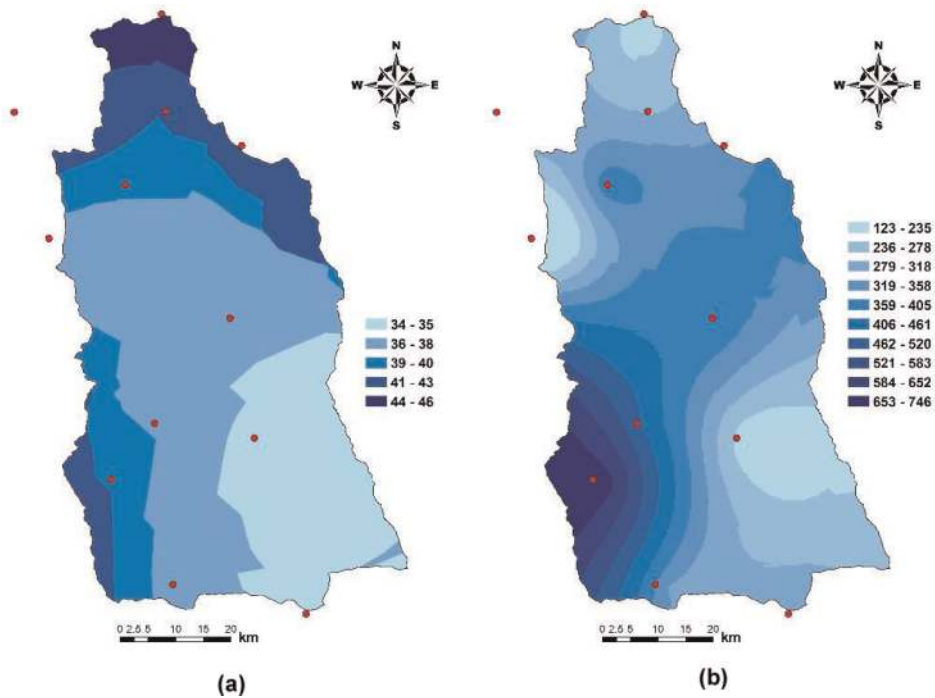 N
W E
S
34 - 35
36 - 38
39 - 40
41 - 43
44 - 46
0 2.5 5 10 15 20
km
(a)
N
W E
S
123 - 235
236 - 278
279 - 318
319 - 358
359 - 405
406 - 461
462 - 520
521 - 583
584 - 652
653 - 746
0 2.5 5 10 15 20
km
(b)